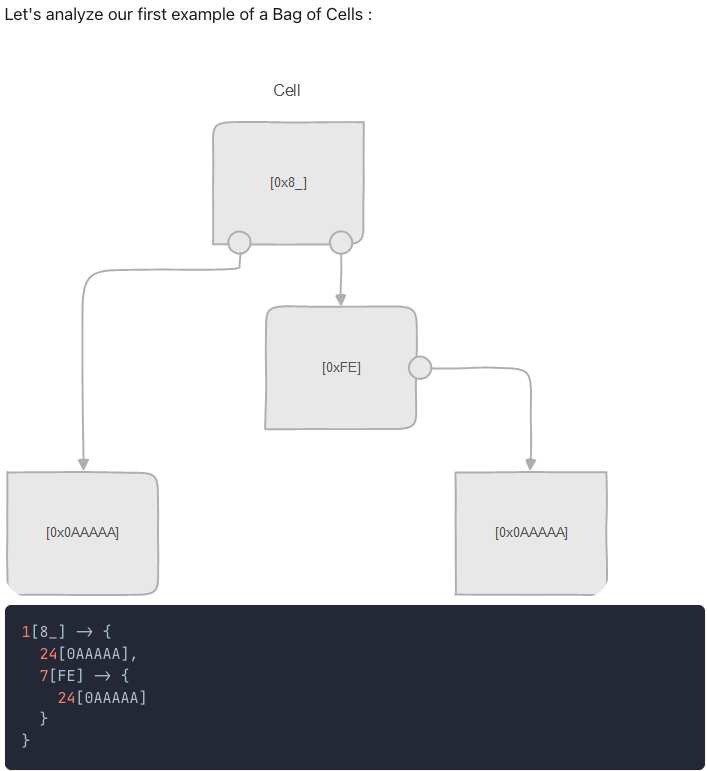 Let's analyze our first example of a Bag of Cells :
Cell
[0x8_]
[0xFE]
[0x0AAAAA]
[0x0AAAAA]
1[8_] → {
24[0AAAAA],
7[FE] → {
24[0AAAAA]
}
}